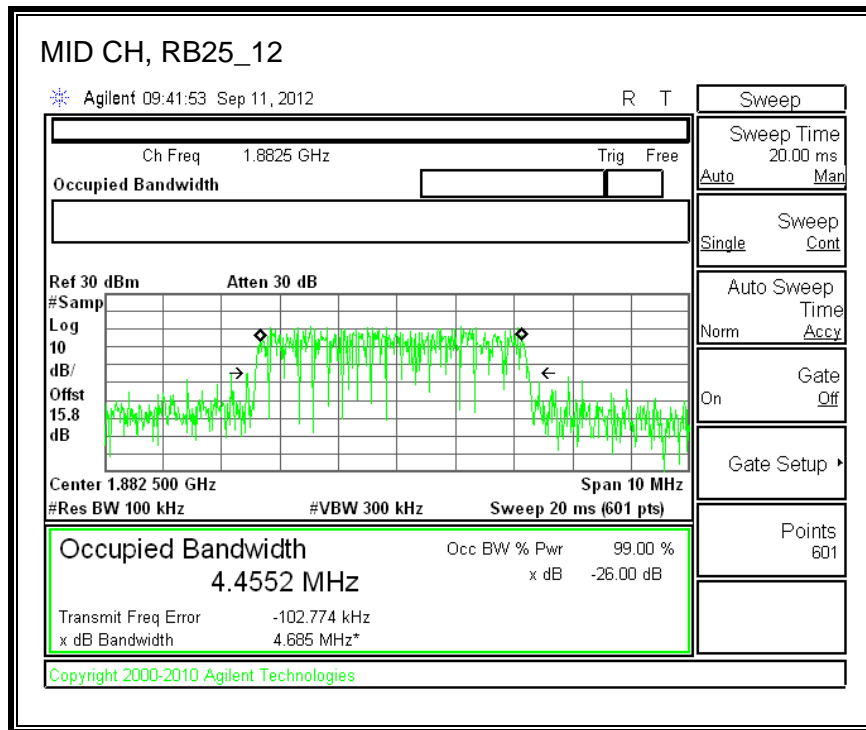 MID CH, RB25_12
Agilent 09:41:53 Sep 11, 2012 R T
Ch Freq 1.8825 GHz Trig Free
Occupied Bandwidth
Ref 30 dBm Atten 30 dB
#Samp
Log
10
dB/
Offst
15.8
dB
Center 1.882 500 GHz Span 10 MHz
#Res BW 100 kHz #VBW 300 kHz Sweep 20 ms (601 pts)
Occupied Bandwidth Occ BW % Pwr 99.00 %
4.4552 MHz x dB -26.00 dB
Transmit Freq Error -102.774 kHz
x dB Bandwidth 4.685 MHz*
Copyright 2000-2010 Agilent Technologies
Sweep
Sweep Time
20.00 ms
Auto Man
Sweep
Single Cont
Auto Sweep
Time
Norm Accy
Gate
On Off
Gate Setup
Points
601